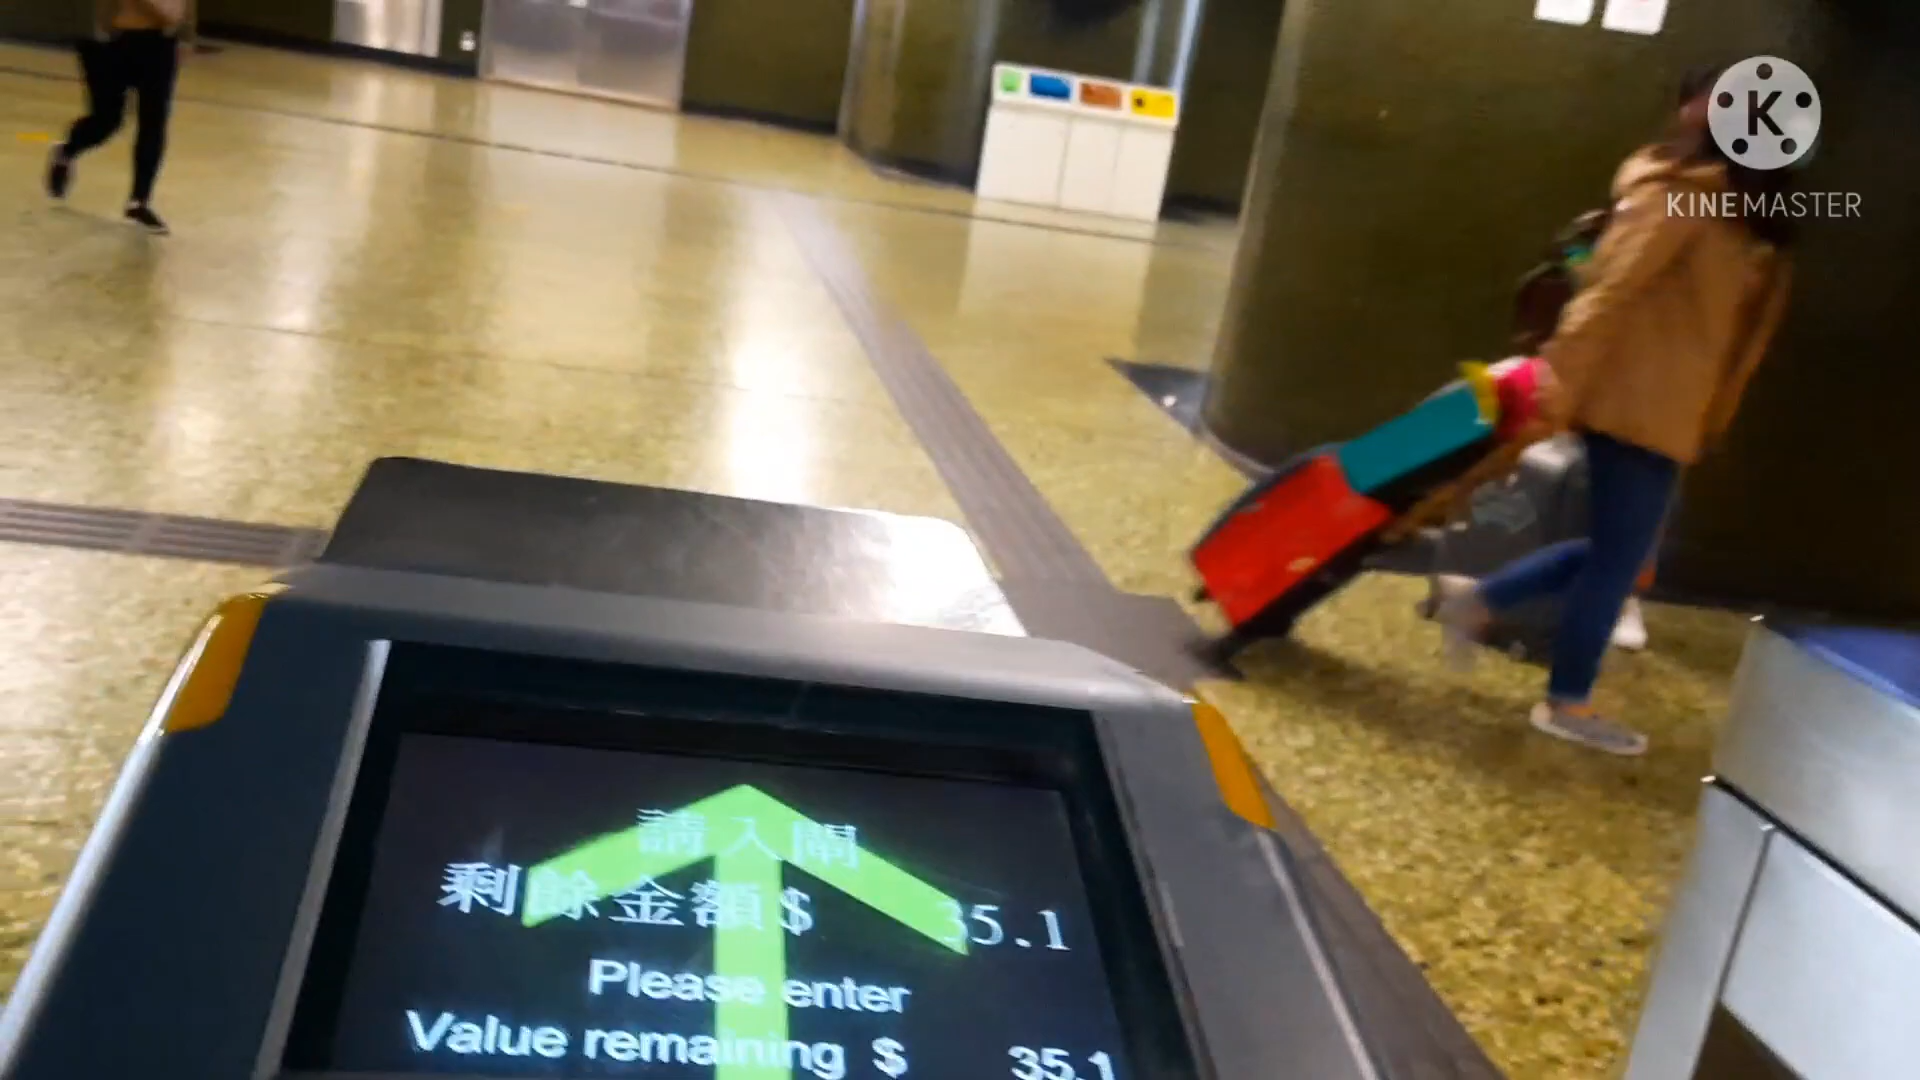 K
KINEMASTER
請入閘
剩餘金額$ 35.1
Please enter
Value remaining $ 35.1